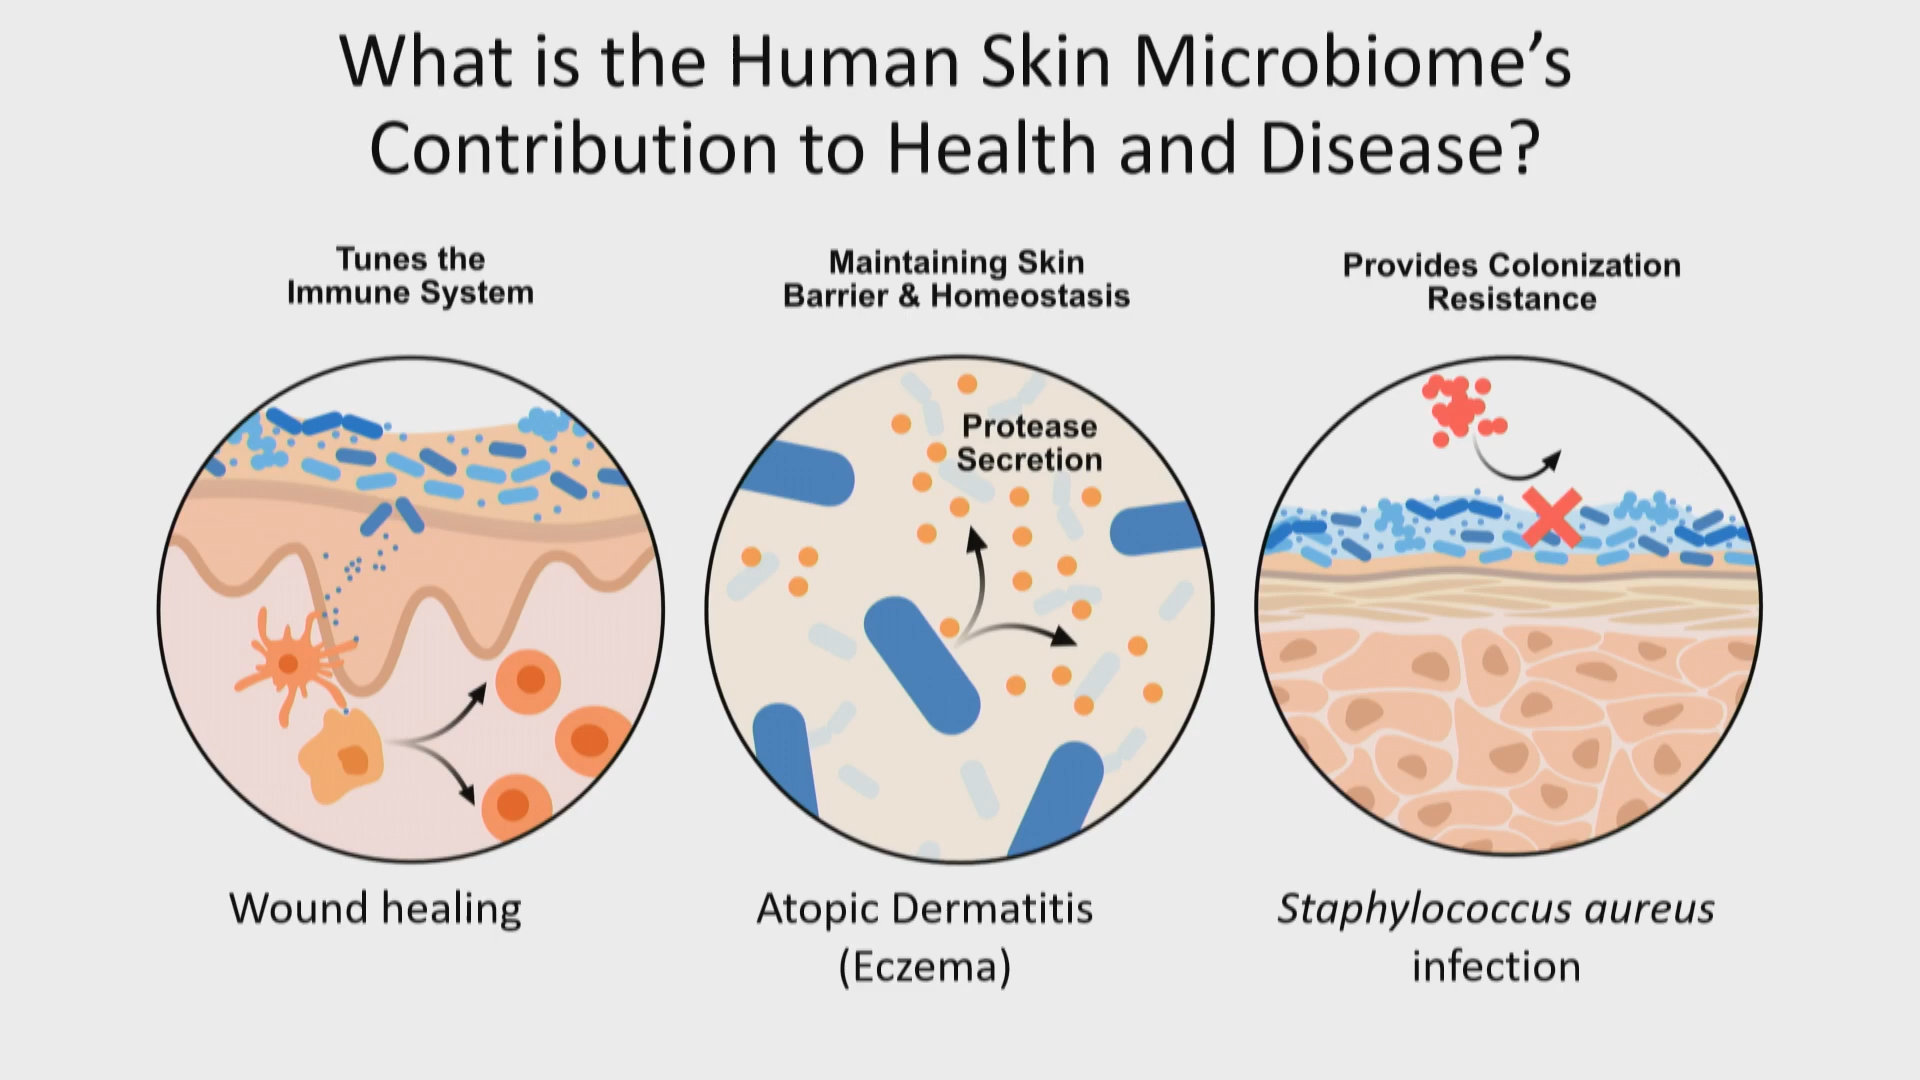 What is the Human Skin Microbiome’s
Contribution to Health and Disease?
Tunes the
Immune System
Maintaining Skin
Barrier & Homeostasis
Provides Colonization
Resistance
Protease
Secretion
Wound healing
Atopic Dermatitis
(Eczema)
Staphylococcus aureus
infection